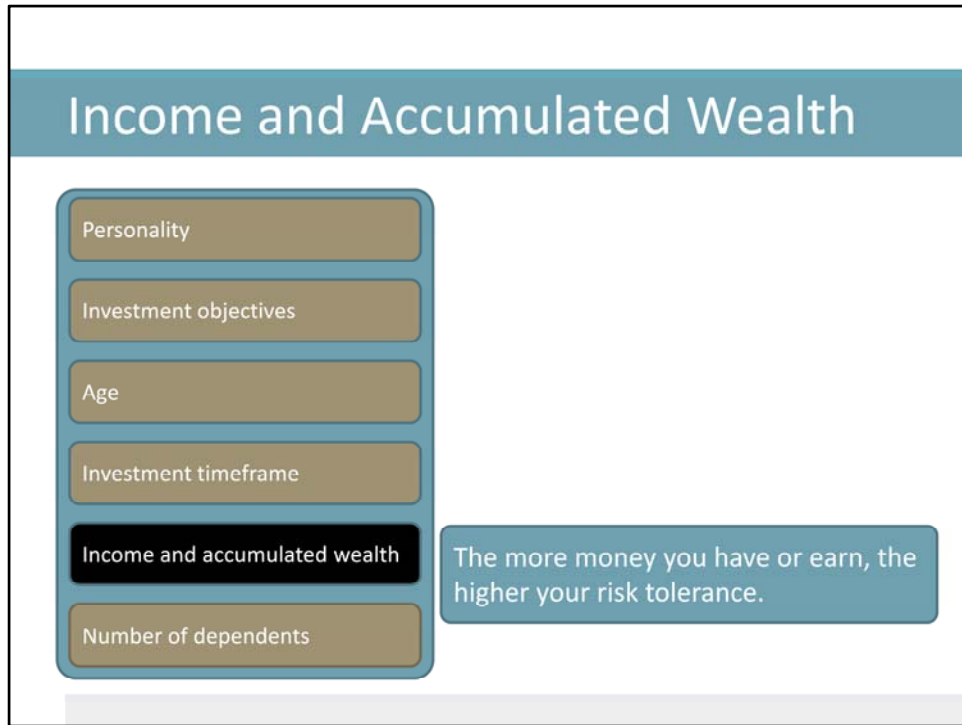 Income and Accumulated Wealth
Personality
Investment objectives
Age
Investment timeframe
Income and accumulated wealth
The more money you have or earn, the
higher your risk tolerance.
Number of dependents